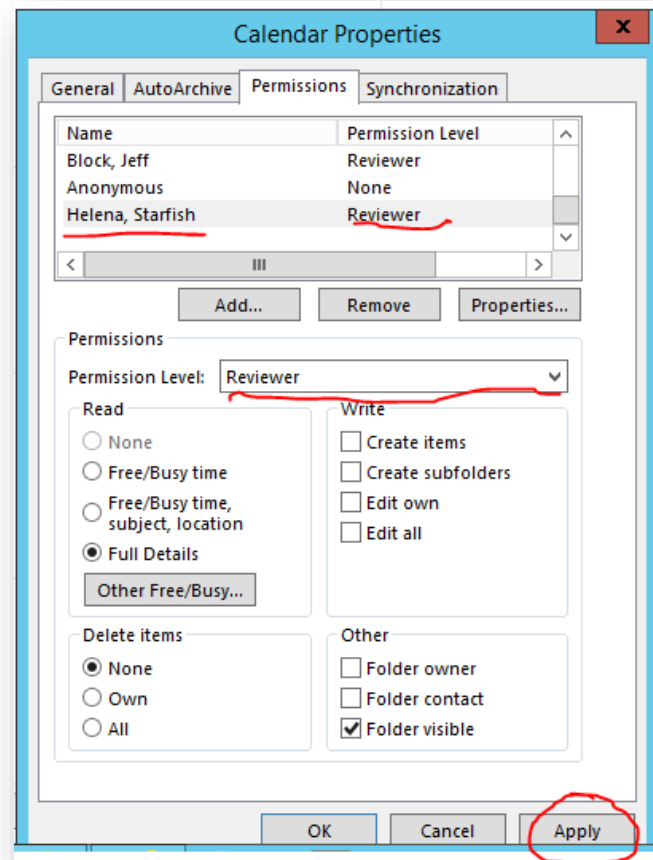 Calendar Properties
x
General AutoArchive Permissions Synchronization
Name Permission Level
Block, Jeff Reviewer
Anonymous None
Helena, Starfish Reviewer
Add... Remove Properties...
Permissions
Permission Level: Reviewer
Read
None
Free/Busy time
Free/Busy time,
subject, location
Full Details
Other Free/Busy...
Write
Create items
Create subfolders
Edit own
Edit all
Delete items
None
Own
All
Other
Folder owner
Folder contact
Folder visible
OK Cancel Apply